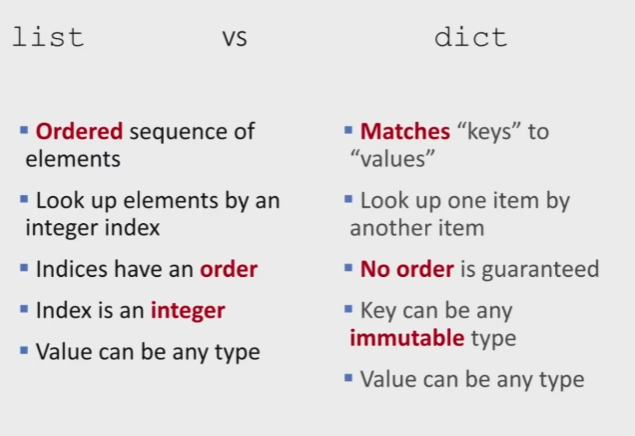 list vs dict
▪ Ordered sequence of
elements
▪ Look up elements by an
integer index
▪ Indices have an order
▪ Index is an integer
▪ Value can be any type
▪ Matches “keys” to
“values”
▪ Look up one item by
another item
▪ No order is guaranteed
▪ Key can be any
immutable type
▪ Value can be any type